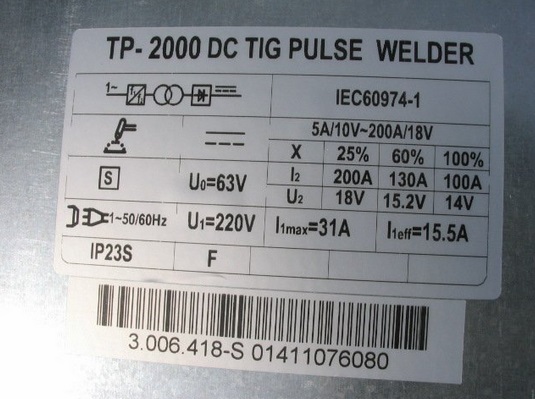 TP- 2000 DC TIG PULSE WELDER
1~ IEC60974-1
5A/10V~200A/18V
X 25% 60% 100%
S U₀=63V I₂ 200A 130A 100A
U₂ 18V 15.2V 14V
1~50/60Hz U₁=220V I₁max=31A I₁eff=15.5A
IP23S F
3.006.418-S 01411076080